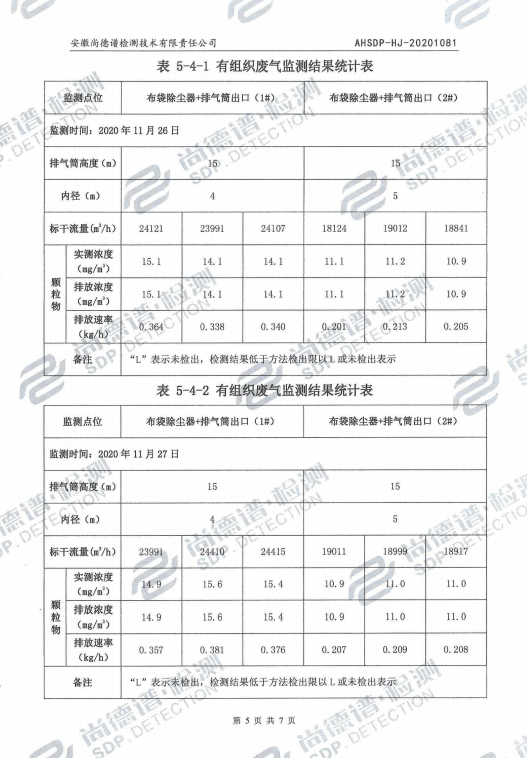 安徽尚德谱检测技术有限责任公司 AHSDP-HJ-20201081
表 5-4-1 有组织废气监测结果统计表
监测点位 布袋除尘器+排气筒出口（1#） 布袋除尘器+排气筒出口（2#）
监测时间：2020 年 11 月 26 日
排气筒高度（m） 15 15
内径（m） 4 5
标干流量(m³/h) 24121 23991 24107 18124 19012 18841
颗粒物
实测浓度（mg/m³） 15.1 14.1 14.1 11.1 11.2 10.9
排放浓度（mg/m³） 15.1 14.1 14.1 11.1 11.2 10.9
排放速率（kg/h） 0.364 0.338 0.340 0.201 0.213 0.205
备注 “L”表示未检出，检测结果低于方法检出限以 L 或未检出表示
表 5-4-2 有组织废气监测结果统计表
监测点位 布袋除尘器+排气筒出口（1#） 布袋除尘器+排气筒出口（2#）
监测时间：2020 年 11 月 27 日
排气筒高度（m） 15 15
内径（m） 4 5
标干流量(m³/h) 23991 24410 24415 19011 18999 18917
颗粒物
实测浓度（mg/m³） 14.9 15.6 15.4 10.9 11.0 11.0
排放浓度（mg/m³） 14.9 15.6 15.4 10.9 11.0 11.0
排放速率（kg/h） 0.357 0.381 0.376 0.207 0.209 0.208
备注 “L”表示未检出，检测结果低于方法检出限以 L 或未检出表示
第 5 页 共 7 页
尚德谱·检测
SDP.DETECTION